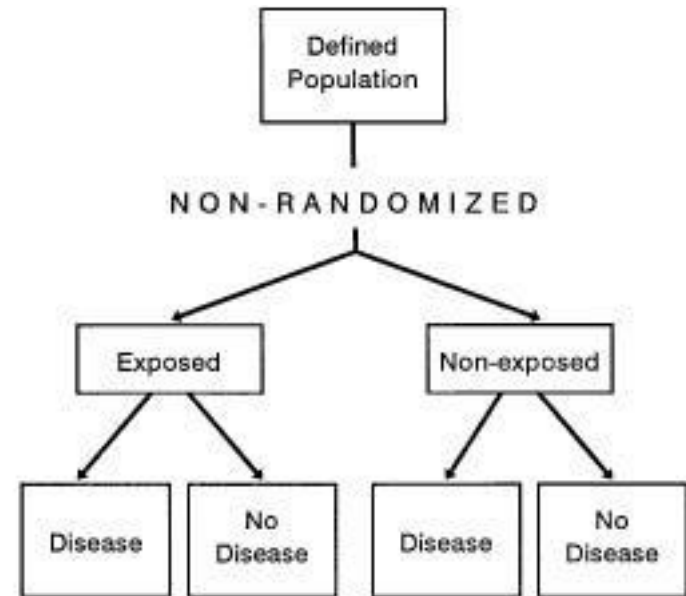 Defined
Population
NON-RANDOMIZED
Exposed
Non-exposed
Disease
No
Disease
Disease
No
Disease